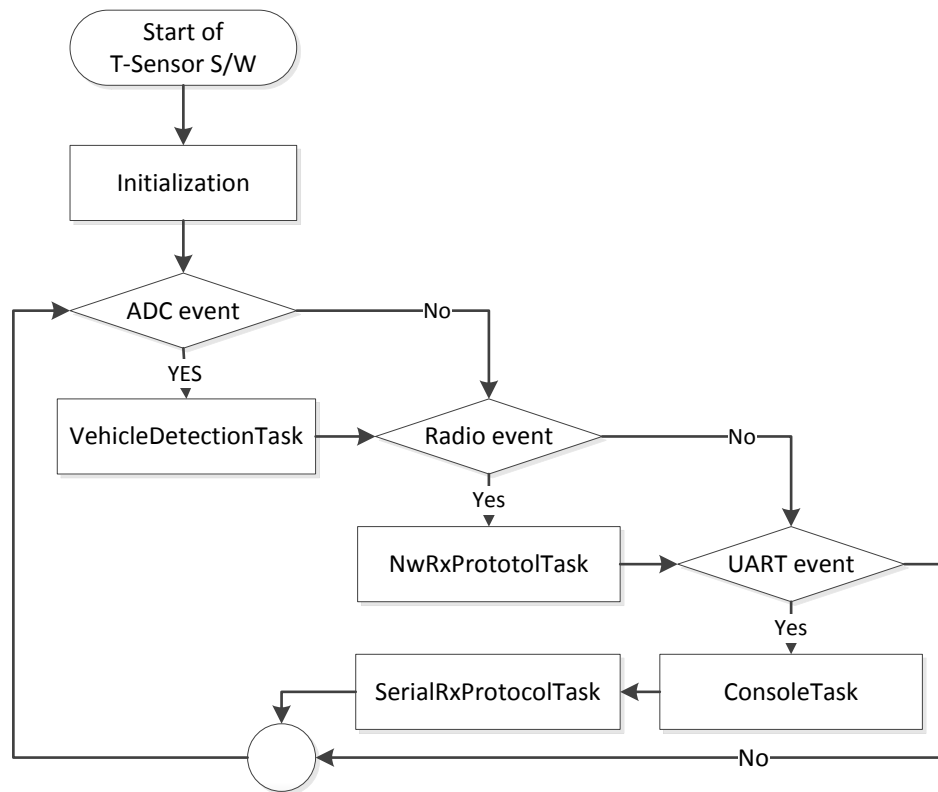 Start of
T-Sensor S/W
Initialization
ADC event
No
YES
VehicleDetectionTask
Radio event
No
Yes
NwRxPrototolTask
UART event
Yes
SerialRxProtocolTask
ConsoleTask
No